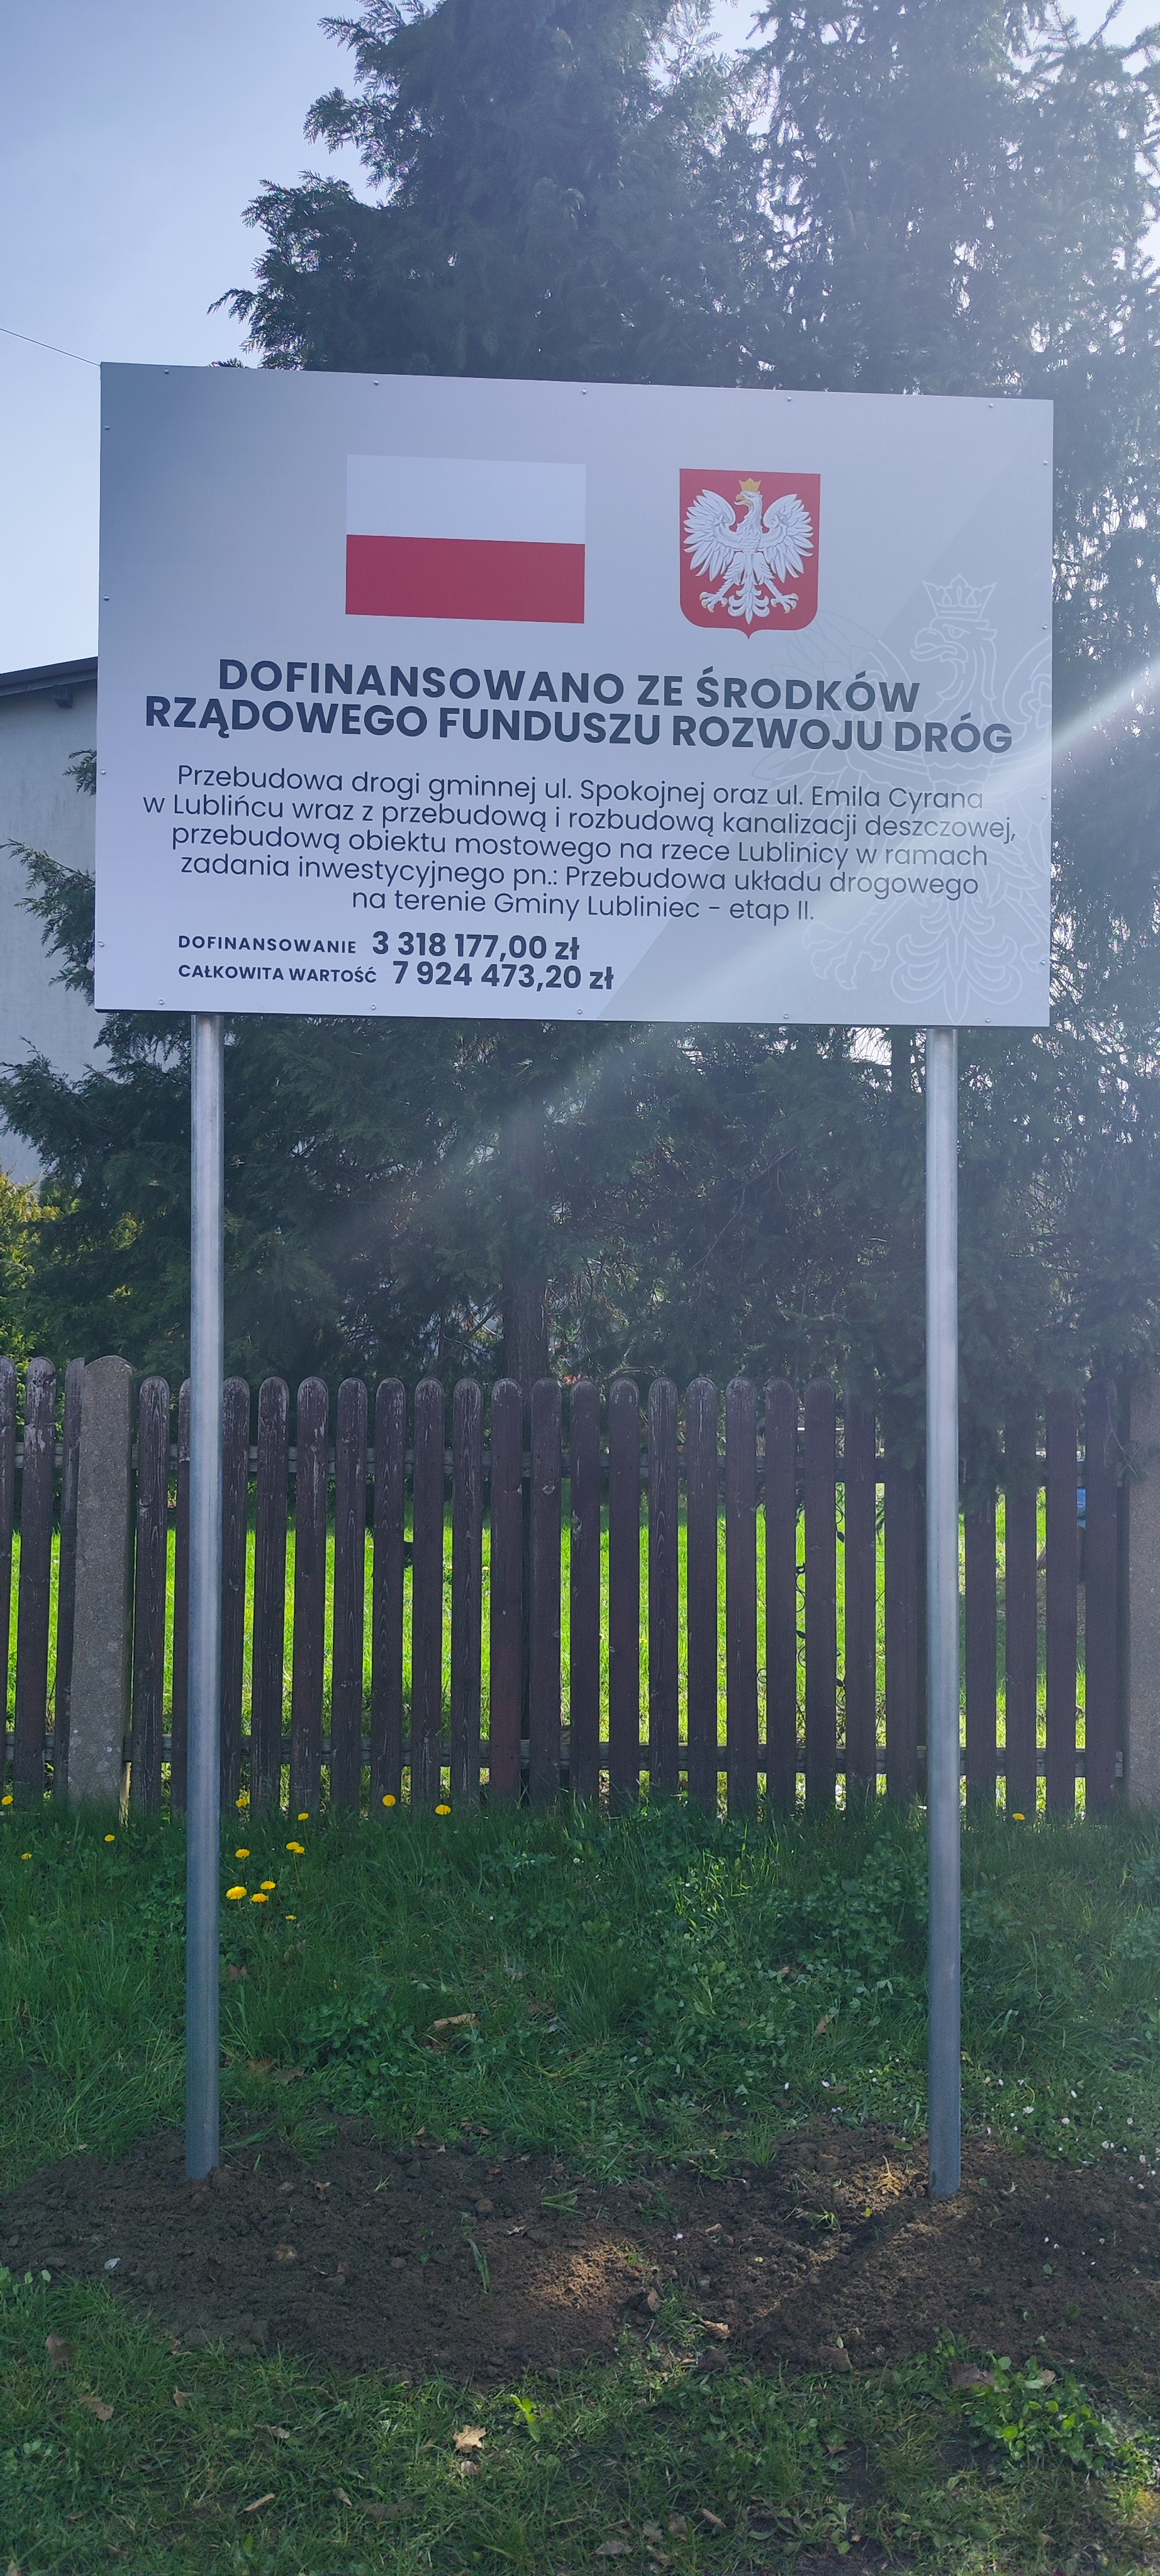 DOFINANSOWANO ZE ŚRODKÓW
RZĄDOWEGO FUNDUSZU ROZWOJU DRÓG
Przebudowa drogi gminnej ul. Spokojnej oraz ul. Emila Cyrana
w Lublińcu wraz z przebudową i rozbudową kanalizacji deszczowej,
przebudową obiektu mostowego na rzece Lublinicy w ramach
zadania inwestycyjnego pn.: Przebudowa układu drogowego
na terenie Gminy Lubliniec - etap II.
DOFINANSOWANIE 3 318 177,00 zł
CAŁKOWITA WARTOŚĆ 7 924 473,20 zł